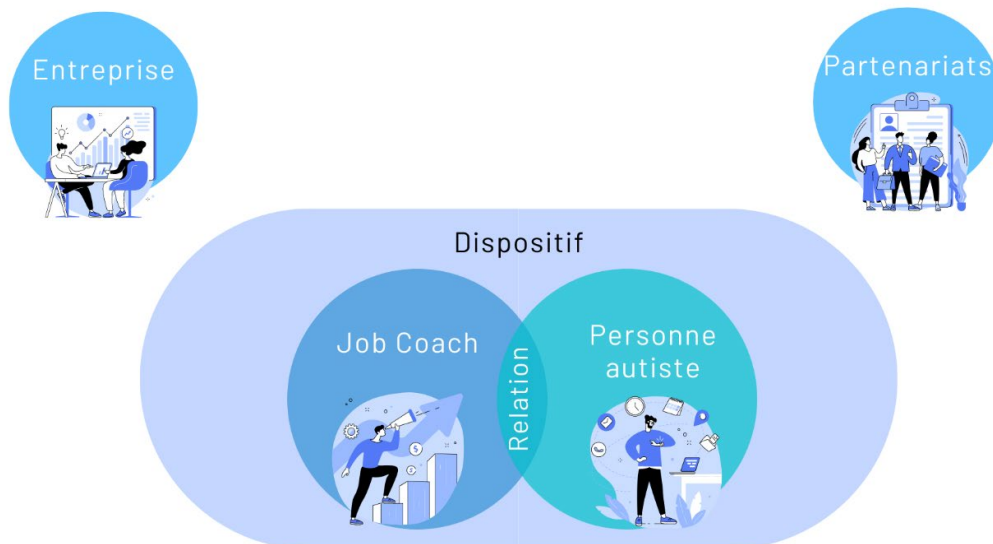 Entreprise
Partenariats
Dispositif
Job Coach
Relation
Personne
autiste